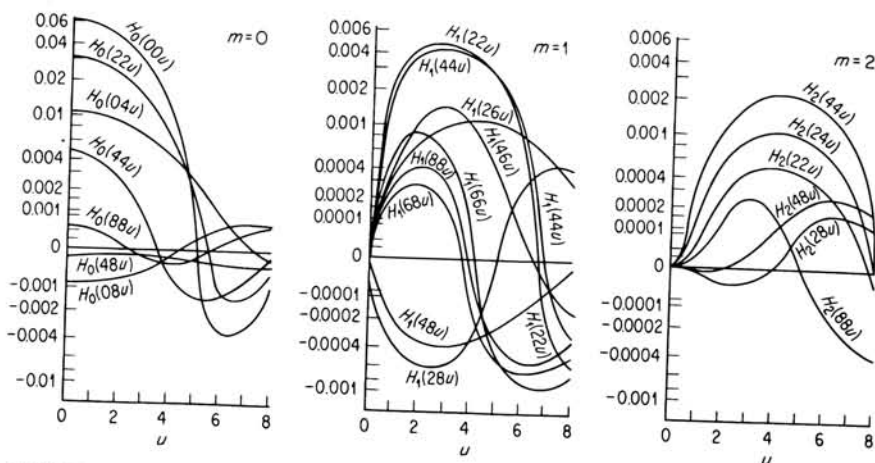 m=0
0.06
0.04
0.02
0.01
0.004
0.002
0.001
0
-0.001
-0.002
-0.004
-0.01
H₀(00u)
H₀(22u)
H₀(04u)
H₀(44u)
H₀(88u)
H₀(48u)
H₀(08u)
0 2 4 6 8
u
m=1
0.006
0.004
0.001
0.0004
0.0002
0.0001
0
-0.0001
-0.0002
-0.0004
-0.001
H₁(22u)
H₁(44u)
H₁(26u)
H₁(46u)
H₁(88u)
H₁(66u)
H₁(68u)
H₁(44u)
H₁(48u)
H₁(22u)
H₁(28u)
0 2 4 6 8
u
m=2
0.006
0.004
0.002
0.001
0.0004
0.0002
0.0001
0
-0.0001
-0.0002
-0.0004
-0.001
H₂(44u)
H₂(24u)
H₂(22u)
H₂(48u)
H₂(28u)
H₂(88u)
0 2 4 6 8
u